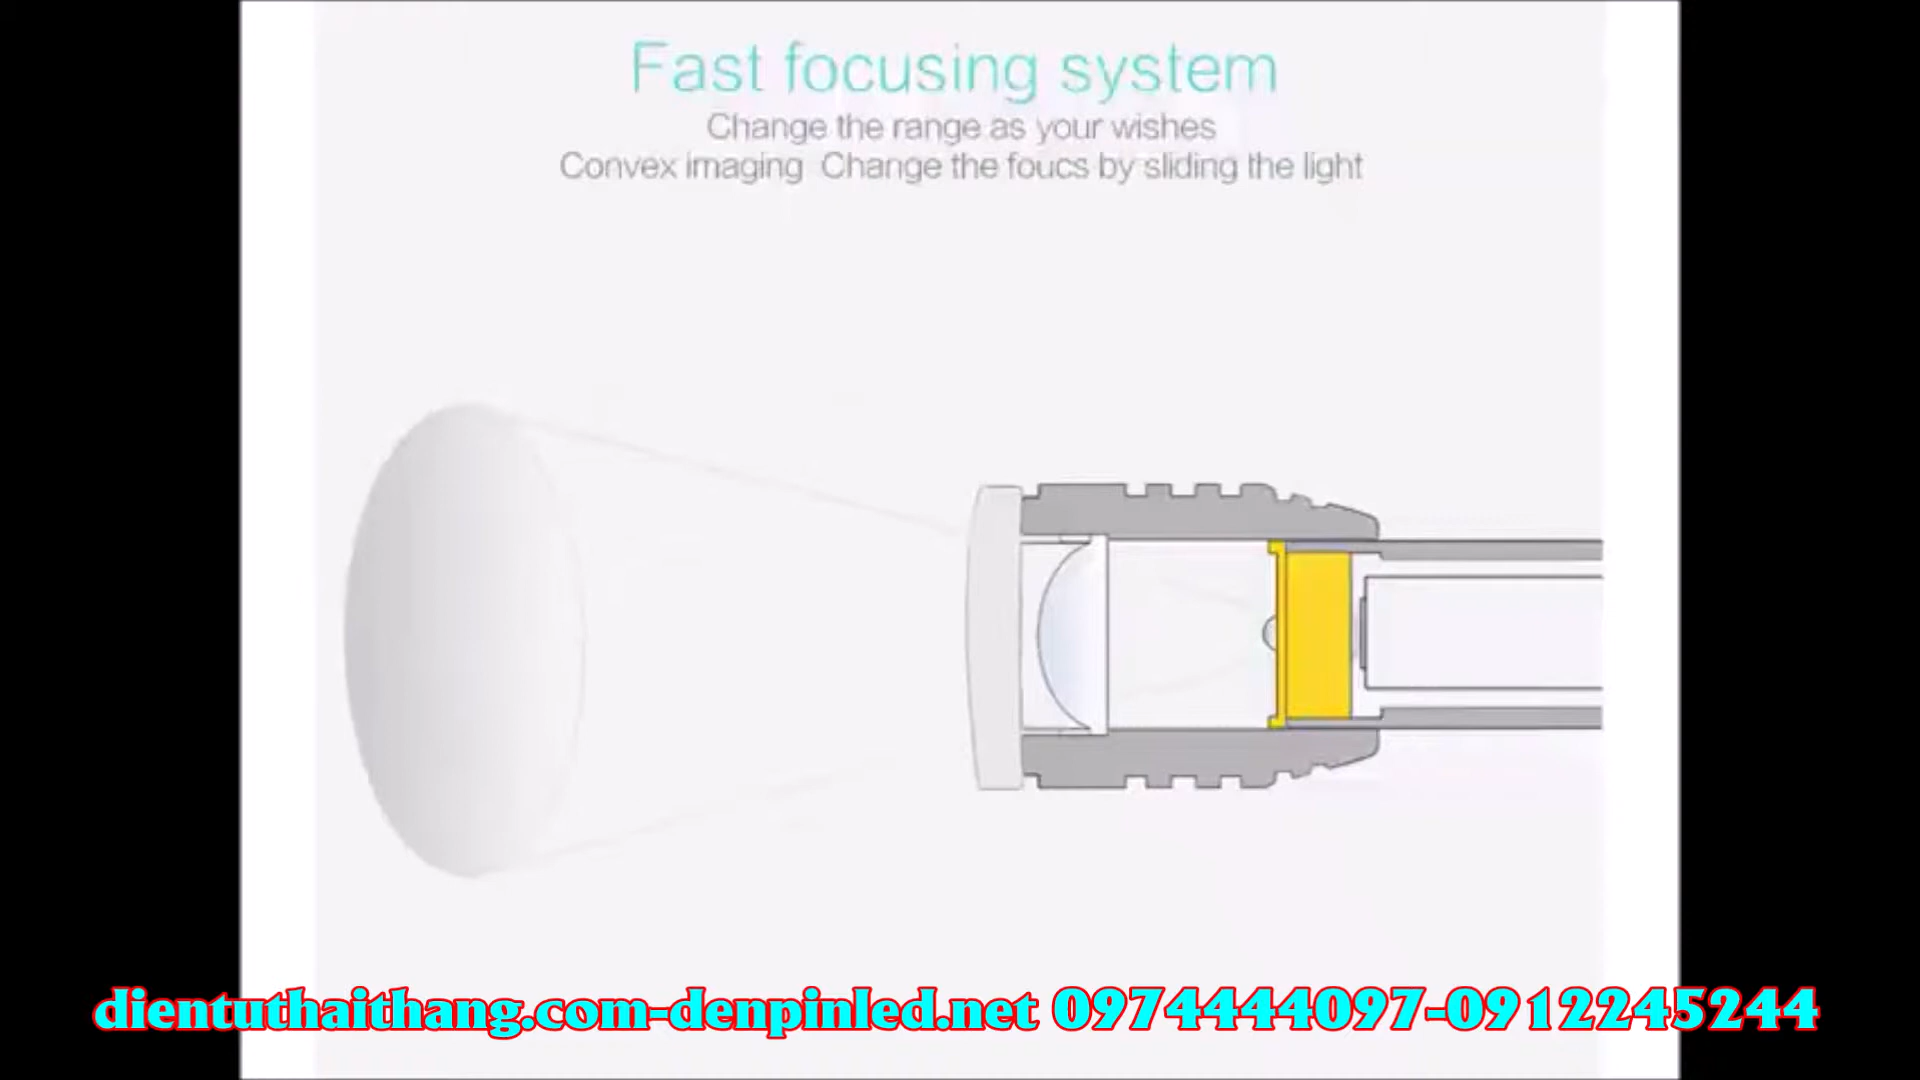 Fast focusing system
Change the range as your wishes
Convex imaging Change the foucs by sliding the light
dientuthaithang.com-denpinled.net 0974444097-0912245244